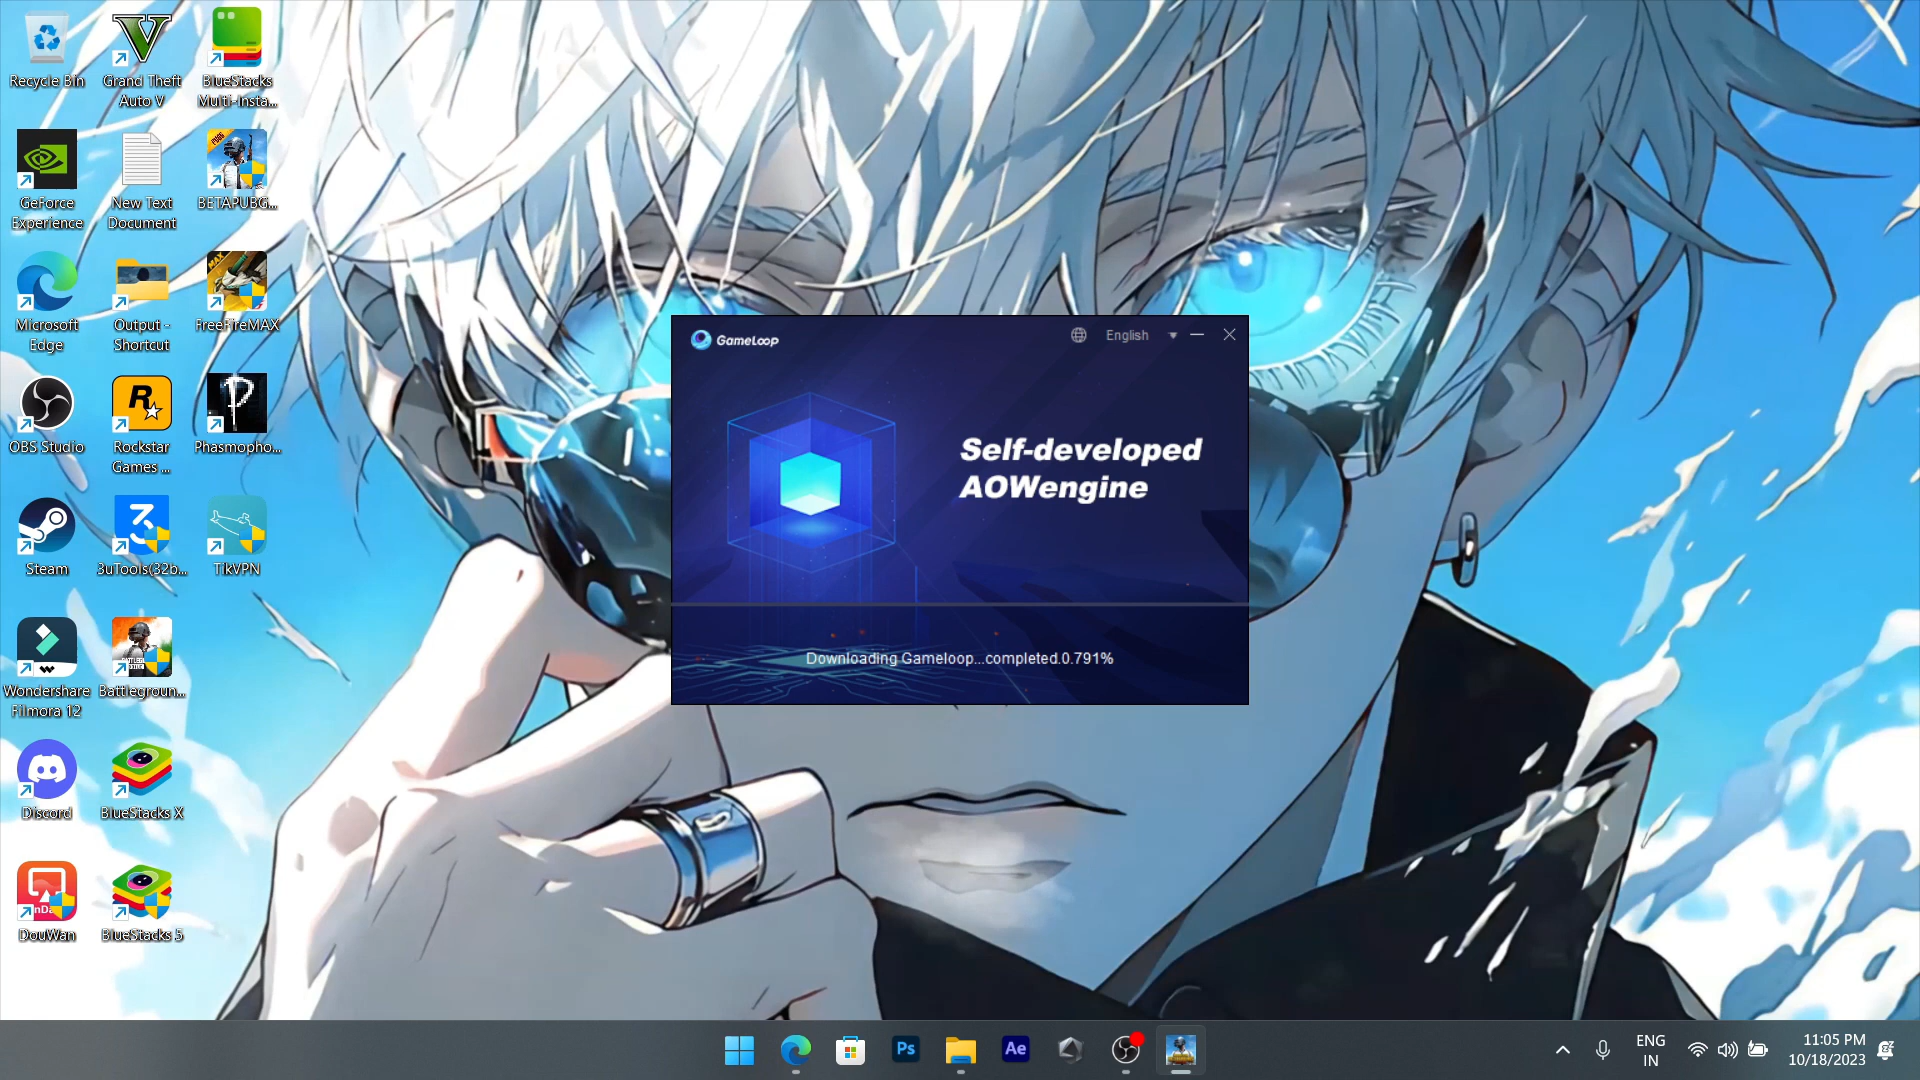 Recycle Bin
Grand Theft
Auto V
BlueStacks
Multi-Insta...
GeForce
Experience
New Text
Document
BETAPUBG...
Microsoft
Edge
Output -
Shortcut
FreeFireMAX
OBS Studio
Rockstar
Games ...
Phasmopho...
Steam
3uTools(32b...
TikVPN
Wondershare
Filmora 12
Battlegroun...
Discord
BlueStacks X
DouWan
BlueStacks 5
GameLoop
English
Self-developed
AOWengine
Downloading Gameloop...completed.0.791%
Ps
Ae
ENG
IN
11:05 PM
10/18/2023